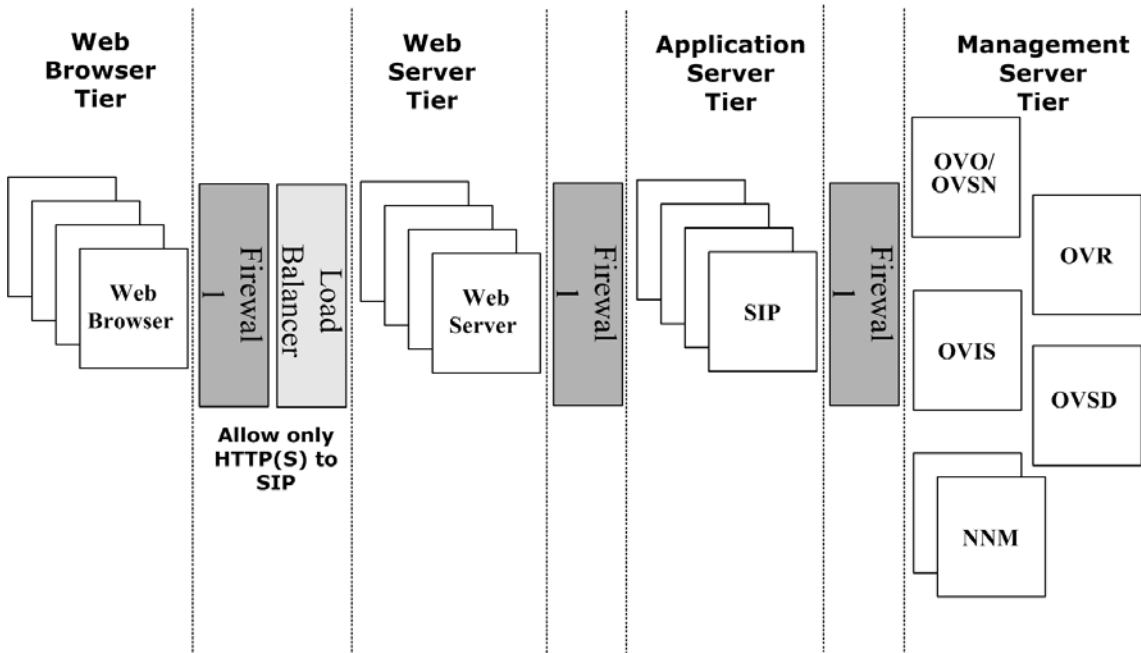 Web
Browser
Tier
Web
Server
Tier
Application
Server
Tier
Management
Server
Tier
Web
Browser
Firewal
l
Load
Balancer
Allow only
HTTP(S) to
SIP
Web
Server
Firewal
l
SIP
Firewal
l
OVO/
OVSN
OVR
OVIS
OVSD
NNM